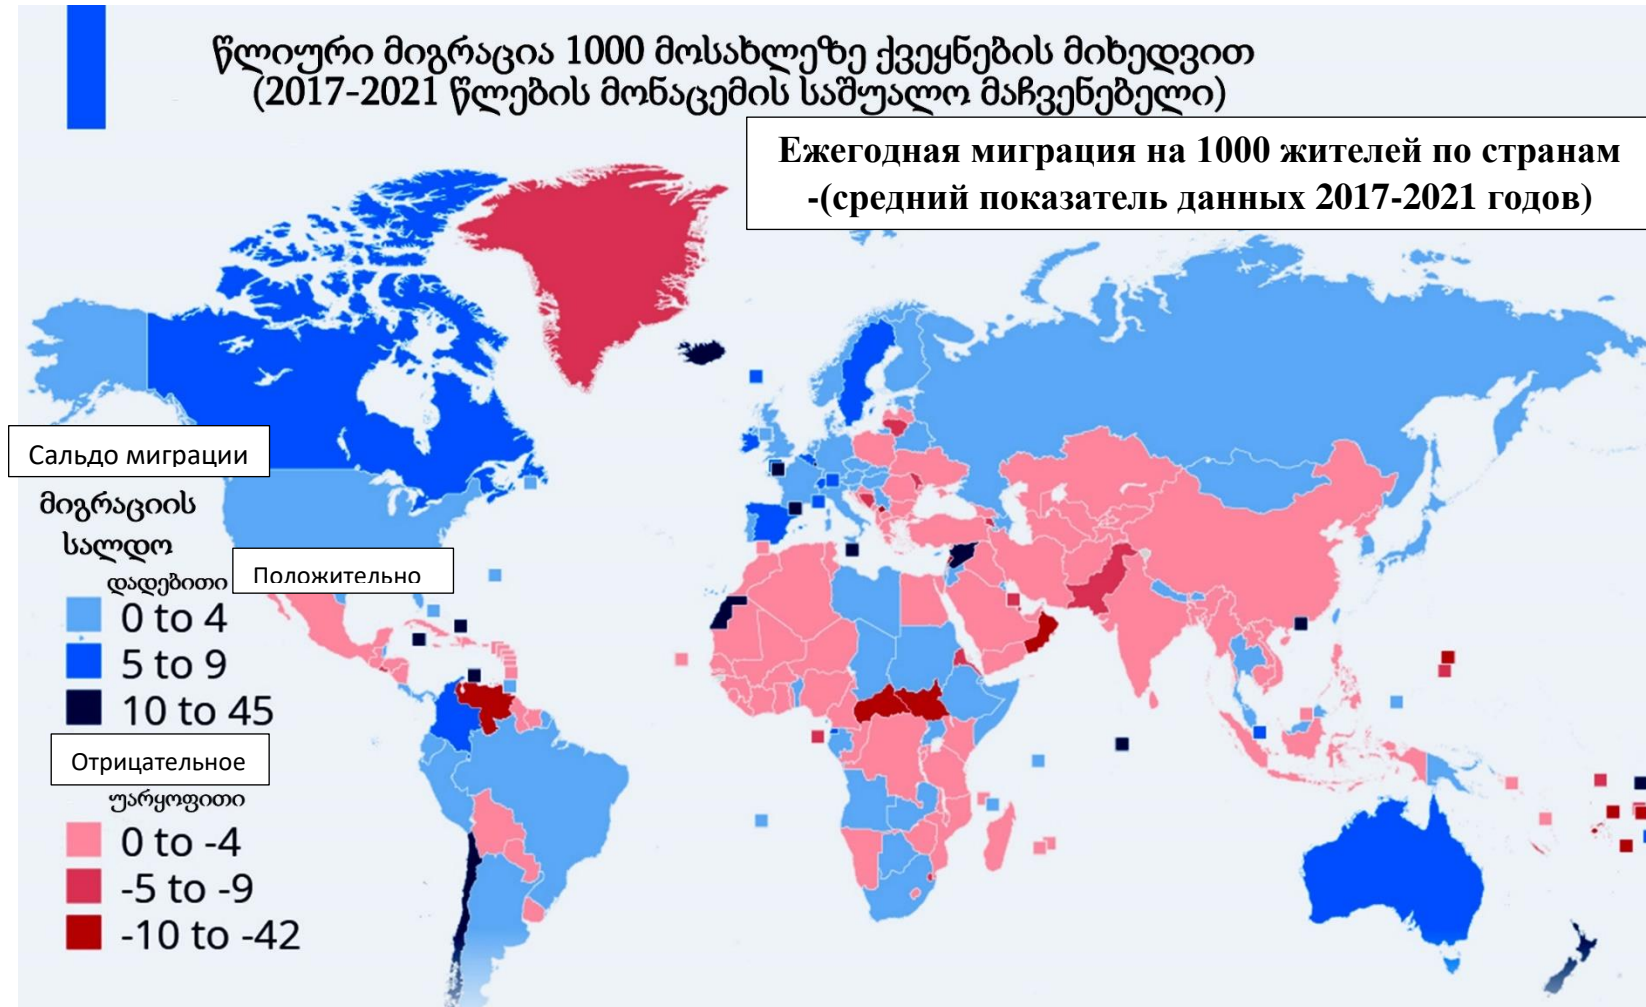 წლიური მიგრაცია 1000 მოსახლეზე ქვეყნების მიხედვით
(2017-2021 წლების მონაცემის საშუალო მაჩვენებელი)
Ежегодная миграция на 1000 жителей по странам
-(средний показатель данных 2017-2021 годов)
Сальдо миграции
მიგრაციის
სალდო
დადებითი
Положительно
0 to 4
5 to 9
10 to 45
Отрицательное
უარყოფითი
0 to -4
-5 to -9
-10 to -42